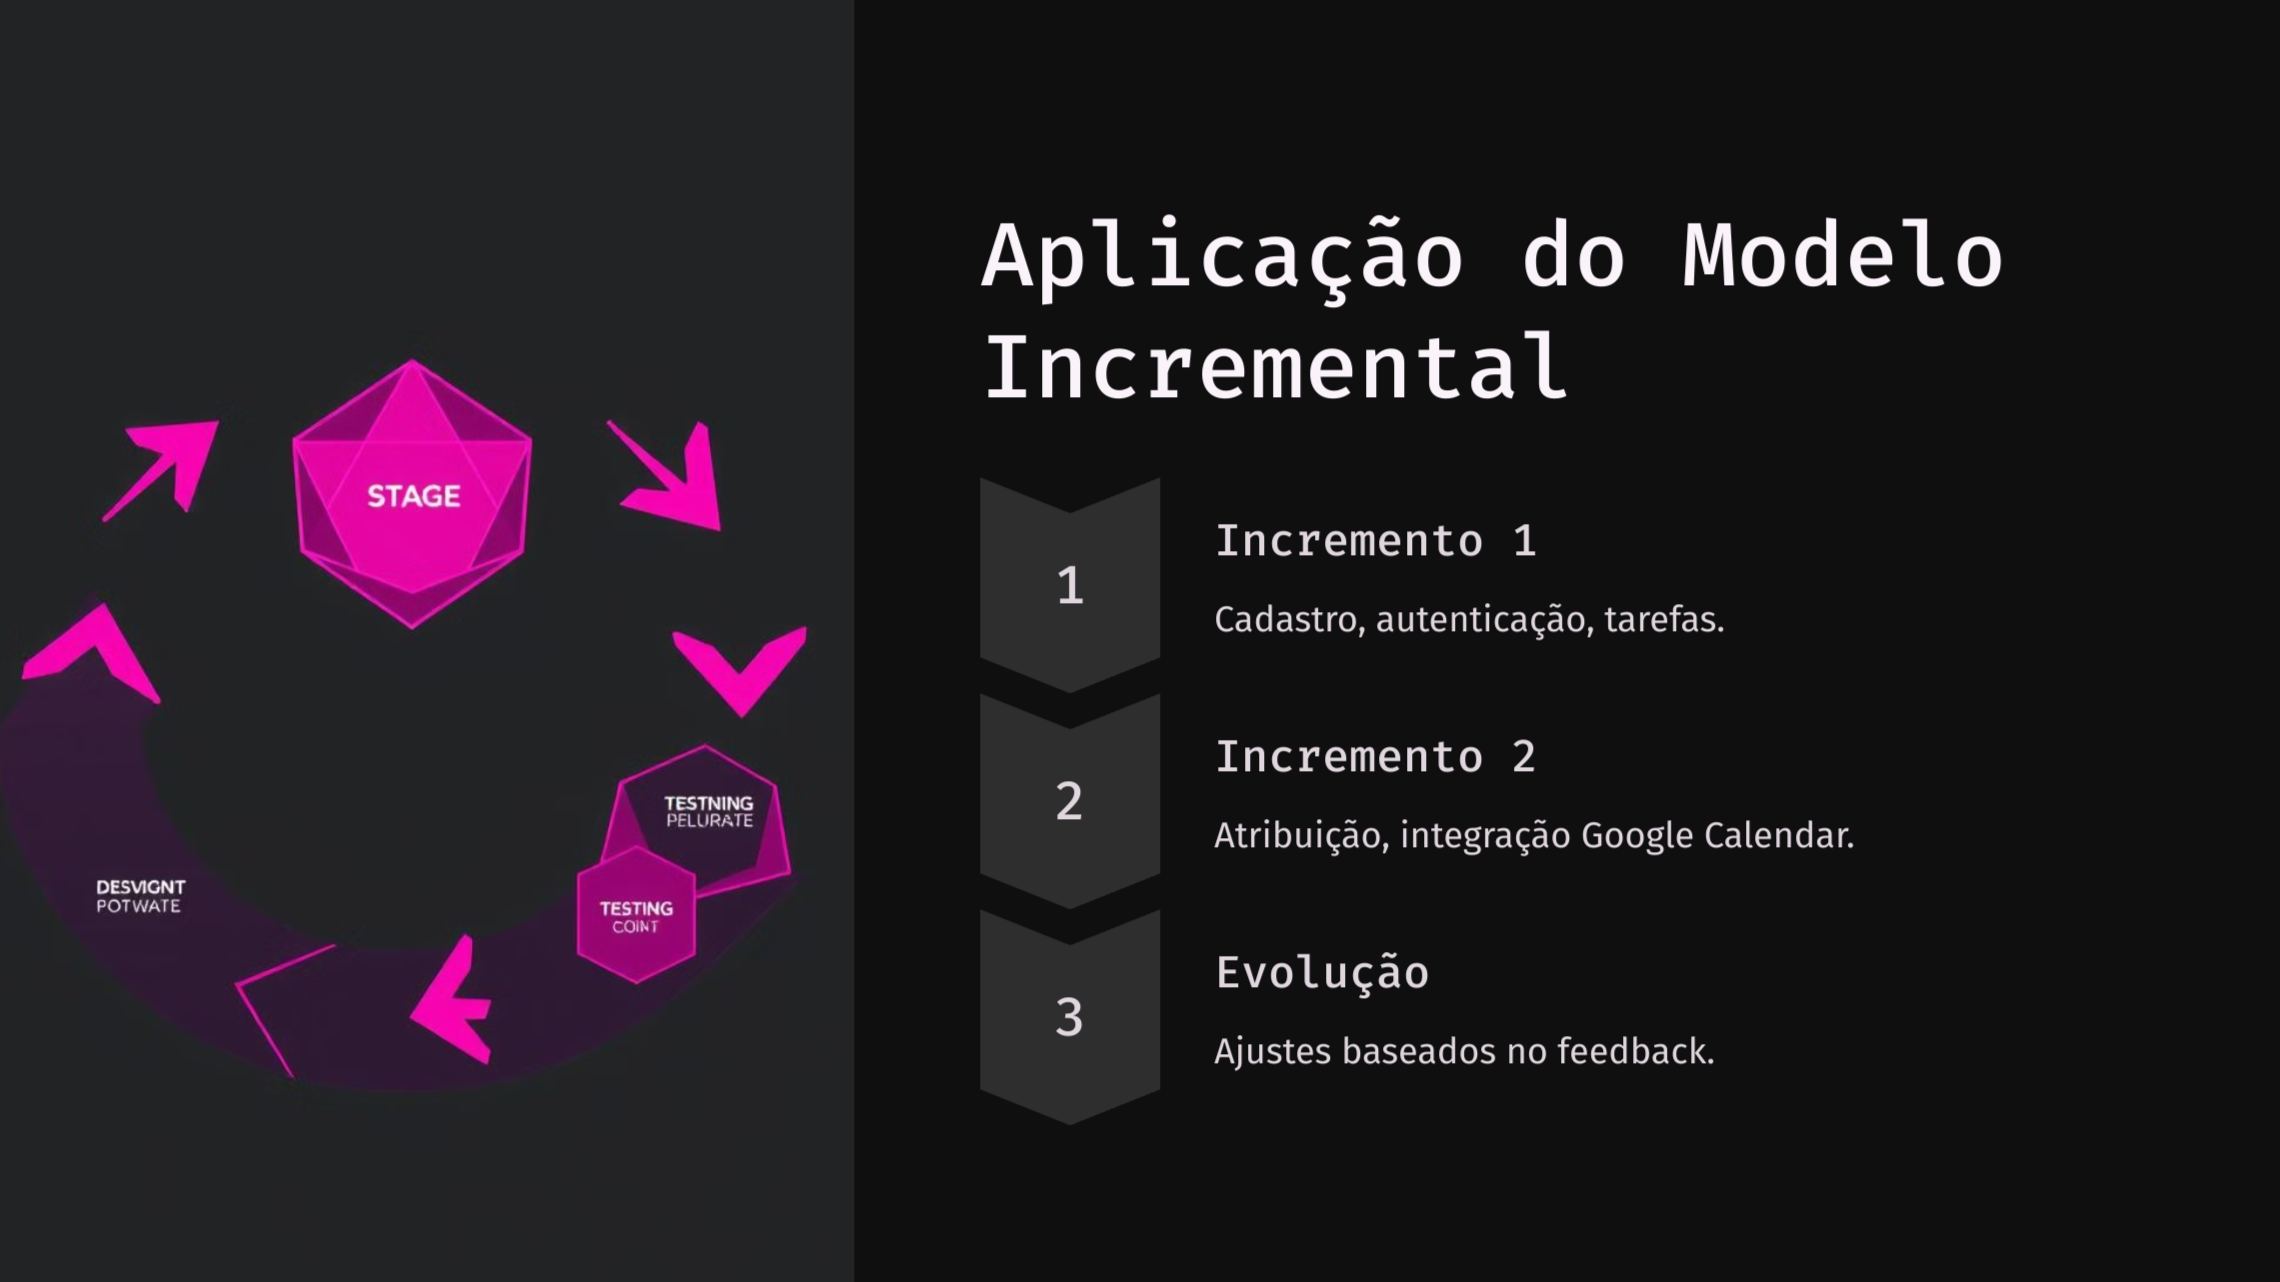 STAGE
TESTNING
PELURATE
TESTING
COINT
DESVIGNT
POTWATE
Aplicação do Modelo
Incremental
1
Incremento 1
Cadastro, autenticação, tarefas.
2
Incremento 2
Atribuição, integração Google Calendar.
3
Evolução
Ajustes baseados no feedback.